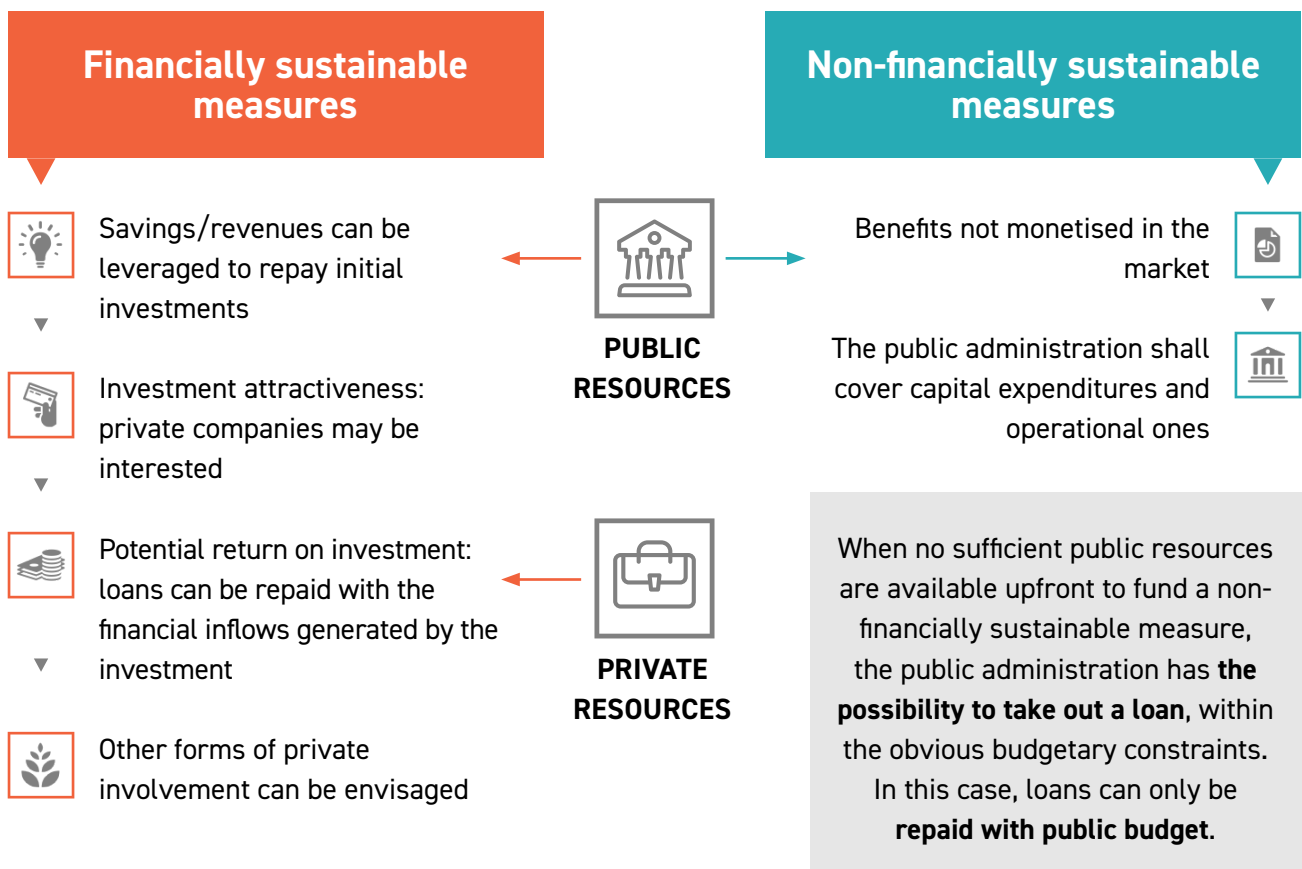 Financially sustainable
measures
Savings/revenues can be
leveraged to repay initial
investments
Investment attractiveness:
private companies may be
interested
Potential return on investment:
loans can be repaid with the
financial inflows generated by the
investment
Other forms of private
involvement can be envisaged
PUBLIC
RESOURCES
PRIVATE
RESOURCES
Non-financially sustainable
measures
Benefits not monetised in the
market
The public administration shall
cover capital expenditures and
operational ones
When no sufficient public resources
are available upfront to fund a non-
financially sustainable measure,
the public administration has the
possibility to take out a loan, within
the obvious budgetary constraints.
In this case, loans can only be
repaid with public budget.